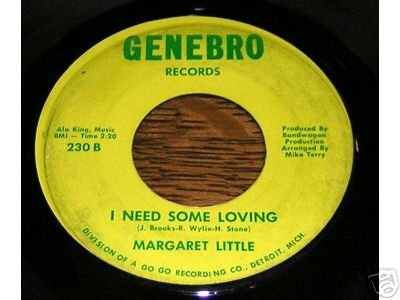 GENEBRO
RECORDS
Alo King, Music
BMI – Time 2:20
230 B
Produced By
Bandwagon
Production
Arranged By
Mike Terry
I NEED SOME LOVING
(J. Brooks-R. Wylie-H. Stone)
MARGARET LITTLE
DIVISION OF A GO GO RECORDING CO., DETROIT, MICH.